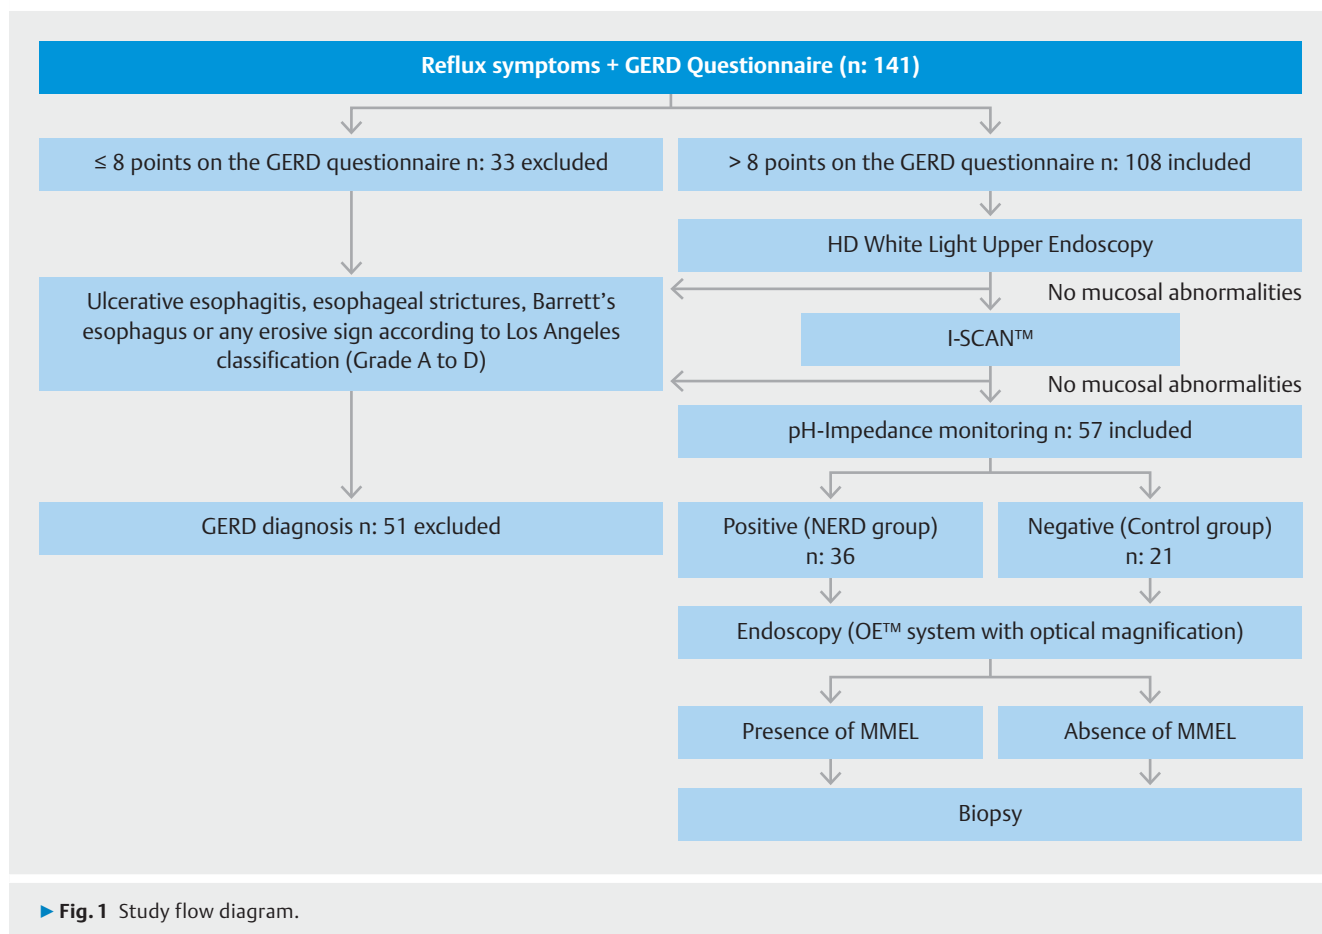 Reflux symptoms + GERD Questionnaire (n: 141)
≤ 8 points on the GERD questionnaire n: 33 excluded
> 8 points on the GERD questionnaire n: 108 included
HD White Light Upper Endoscopy
Ulcerative esophagitis, esophageal strictures, Barrett’s
esophagus or any erosive sign according to Los Angeles
classification (Grade A to D)
No mucosal abnormalities
I-SCAN™
No mucosal abnormalities
pH-Impedance monitoring n: 57 included
GERD diagnosis n: 51 excluded
Positive (NERD group)
n: 36
Negative (Control group)
n: 21
Endoscopy (OE™ system with optical magnification)
Presence of MMEL
Absence of MMEL
Biopsy
▶ Fig. 1 Study flow diagram.